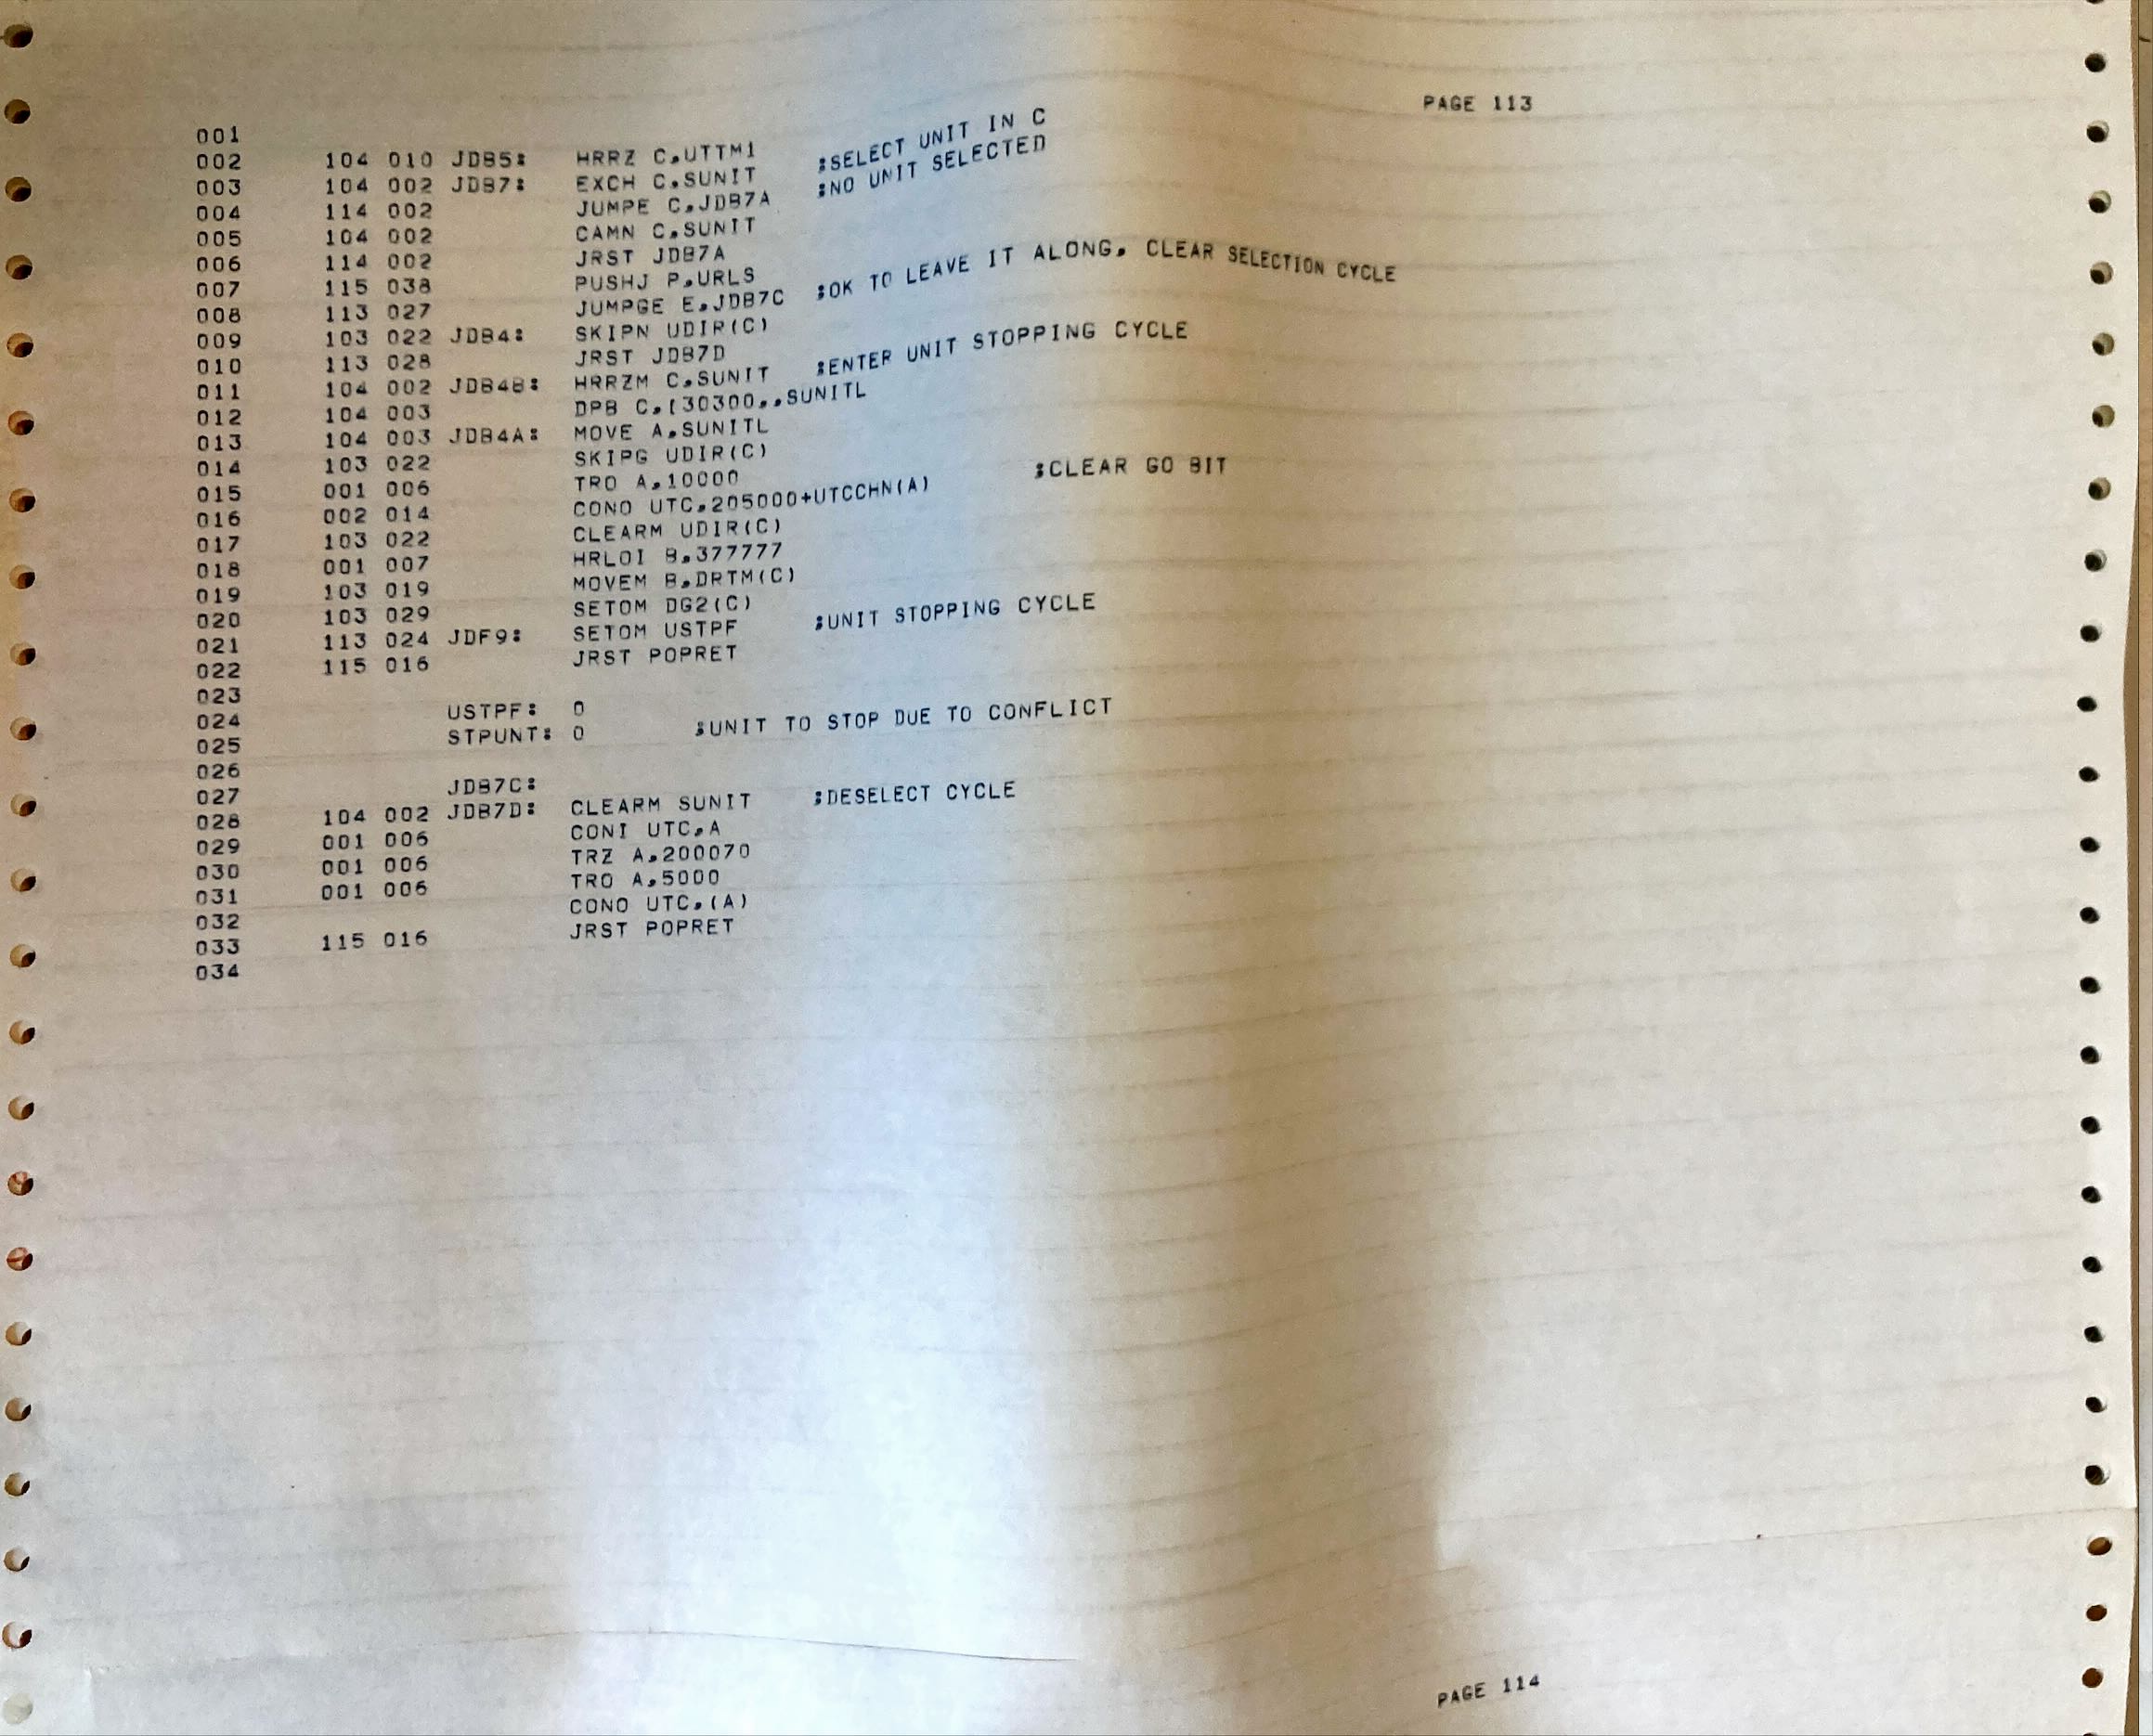 PAGE 113
001
002 104 010 JDB5: HRRZ C,UTTM1
003 104 002 JDB7: EXCH C,SUNIT ;SELECT UNIT IN C
004 114 002 JUMPE C,JDB7A ;NO UNIT SELECTED
005 104 002 CAMN C,SUNIT
006 114 002 JRST JDB7A
007 115 038 PUSHJ P,URLS
008 113 027 JUMPGE E,JDB7C ;OK TO LEAVE IT ALONG, CLEAR SELECTION CYCLE
009 103 022 JDB4: SKIPN UDIR(C)
010 113 028 JRST JDB7D
011 104 002 JDB4B: HRRZM C,SUNIT ;ENTER UNIT STOPPING CYCLE
012 104 003 DPB C,[30300,,SUNITL
013 104 003 JDB4A: MOVE A,SUNITL
014 103 022 SKIPG UDIR(C)
015 001 006 TRO A,10000
016 002 014 CONO UTC,205000+UTCCHN(A) ;CLEAR GO BIT
017 103 022 CLEARM UDIR(C)
018 001 007 HRLOI B,377777
019 103 019 MOVEM B,DRTM(C)
020 103 029 SETOM DG2(C)
021 113 024 JDF9: SETOM USTPF ;UNIT STOPPING CYCLE
022 115 016 JRST POPRET
023
024 USTPF: 0
025 STPUNT: 0 ;UNIT TO STOP DUE TO CONFLICT
026
027 JDB7C:
028 104 002 JDB7D: CLEARM SUNIT ;DESELECT CYCLE
029 001 006 CONI UTC,A
030 001 006 TRZ A,200070
031 001 006 TRO A,5000
032 CONO UTC,(A)
033 115 016 JRST POPRET
034
PAGE 114